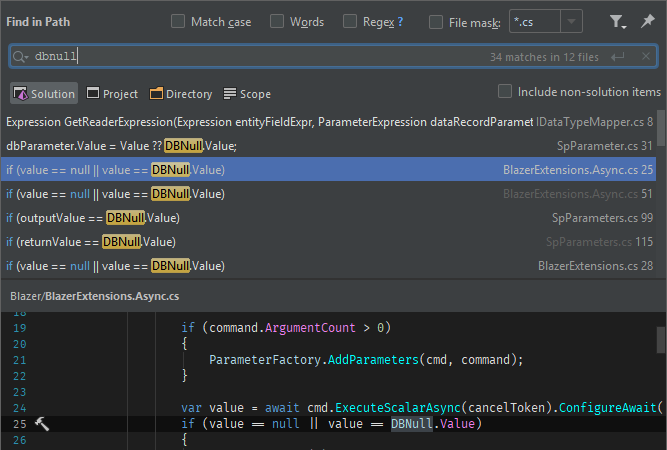 Find in Path Match case Words Regex ? File mask: *.cs
dbnull 34 matches in 12 files
Solution Project Directory Scope Include non-solution items
Expression GetReaderExpression(Expression entityFieldExpr, ParameterExpression dataRecordParamet IDataTypeMapper.cs 8
dbParameter.Value = Value ?? DBNull.Value; SpParameter.cs 31
if (value == null || value == DBNull.Value) BlazerExtensions.Async.cs 25
if (value == null || value == DBNull.Value) BlazerExtensions.Async.cs 51
if (outputValue == DBNull.Value) SpParameters.cs 99
if (returnValue == DBNull.Value) SpParameters.cs 115
if (value == null || value == DBNull.Value) BlazerExtensions.cs 28
Blazer/BlazerExtensions.Async.cs
18
19 if (command.ArgumentCount > 0)
20 {
21 ParameterFactory.AddParameters(cmd, command);
22 }
23
24 var value = await cmd.ExecuteScalarAsync(cancelToken).ConfigureAwait(
25 if (value == null || value == DBNull.Value)
26 {